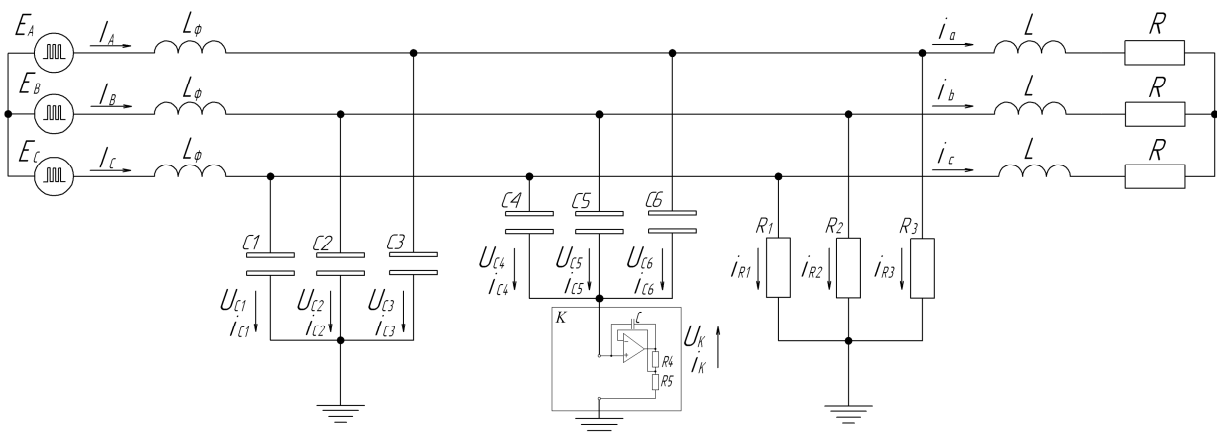 E_A I_A L_ф i_a L R
E_B I_B L_ф i_b L R
E_C I_C L_ф i_c L R
C4 C5 C6
R1 R2 R3
C1 C2 C3
U_C4 U_C5 U_C6
i_C4 i_C5 i_C6
i_R1 i_R2 i_R3
U_C1 U_C2 U_C3
i_C1 i_C2 i_C3
K C
U_K
i_K
R4
R5